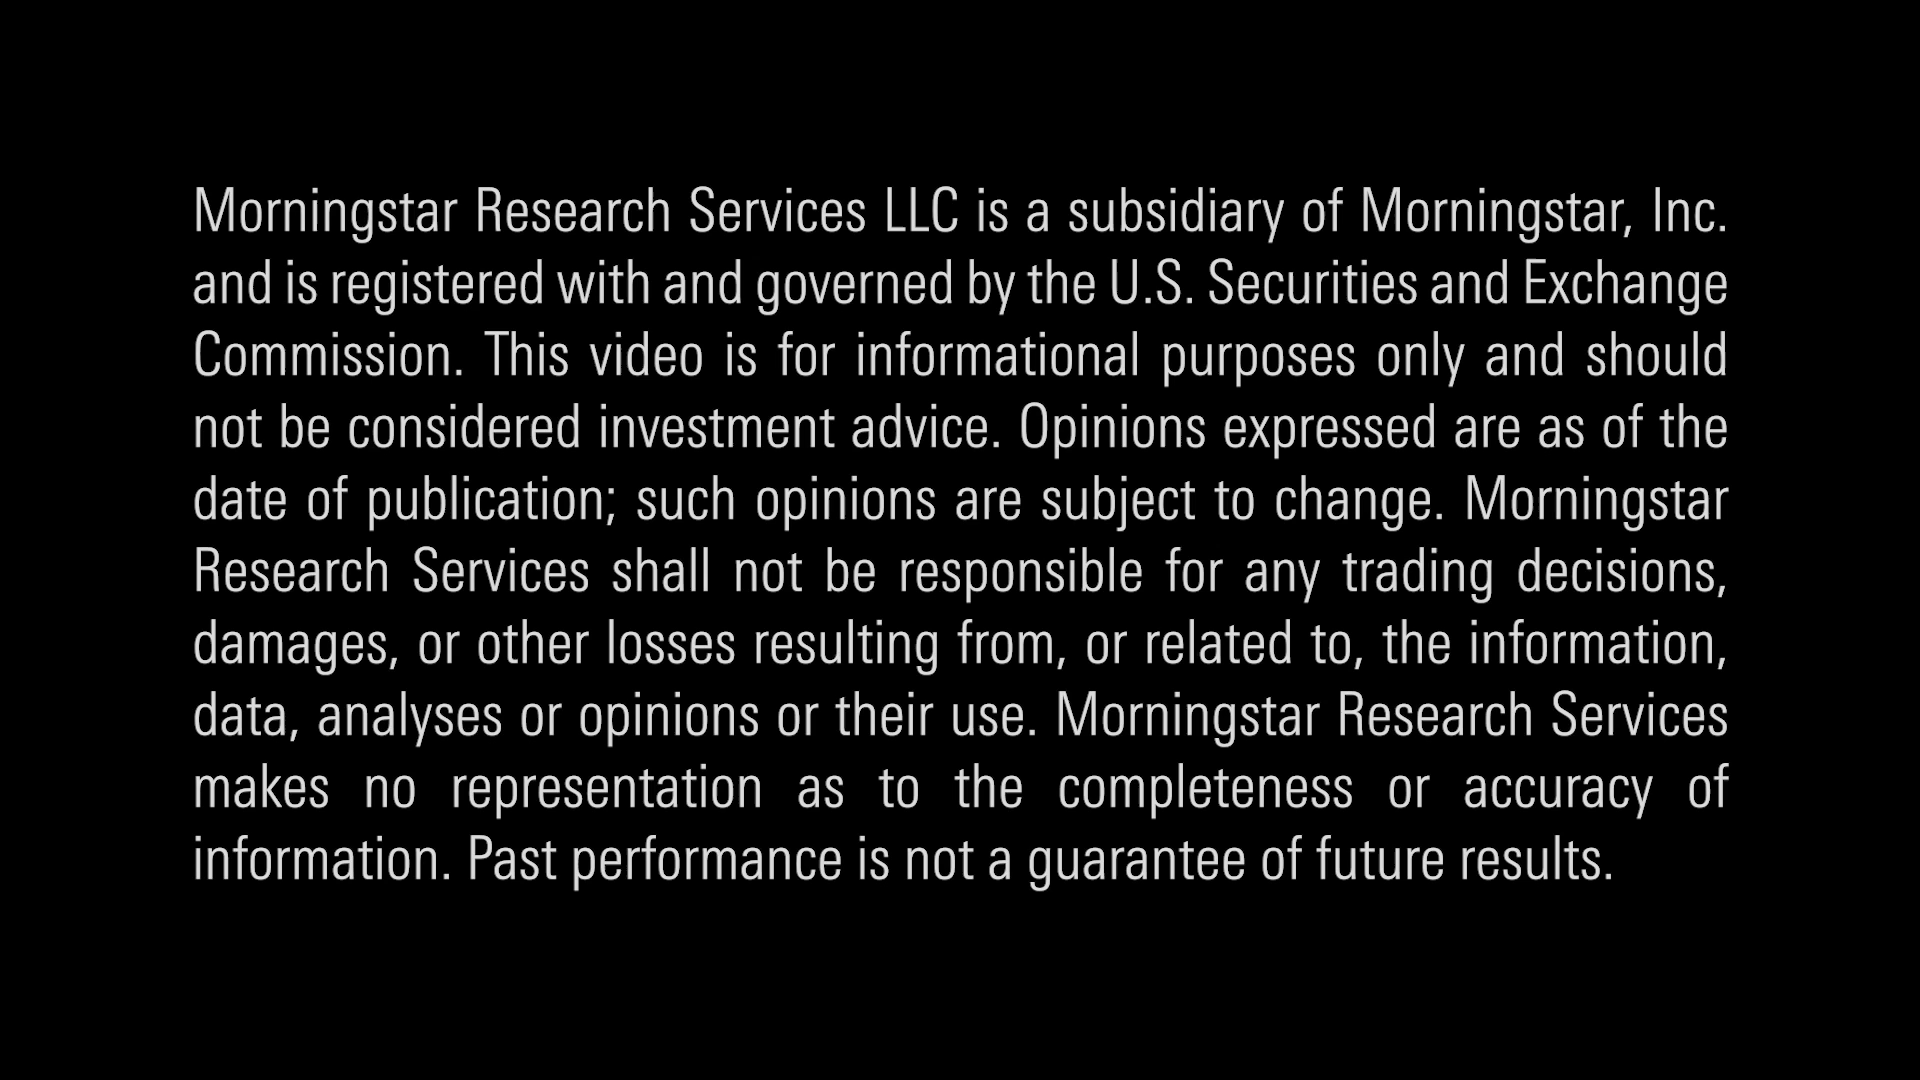 Morningstar Research Services LLC is a subsidiary of Morningstar, Inc.
and is registered with and governed by the U.S. Securities and Exchange
Commission. This video is for informational purposes only and should
not be considered investment advice. Opinions expressed are as of the
date of publication; such opinions are subject to change. Morningstar
Research Services shall not be responsible for any trading decisions,
damages, or other losses resulting from, or related to, the information,
data, analyses or opinions or their use. Morningstar Research Services
makes no representation as to the completeness or accuracy of
information. Past performance is not a guarantee of future results.